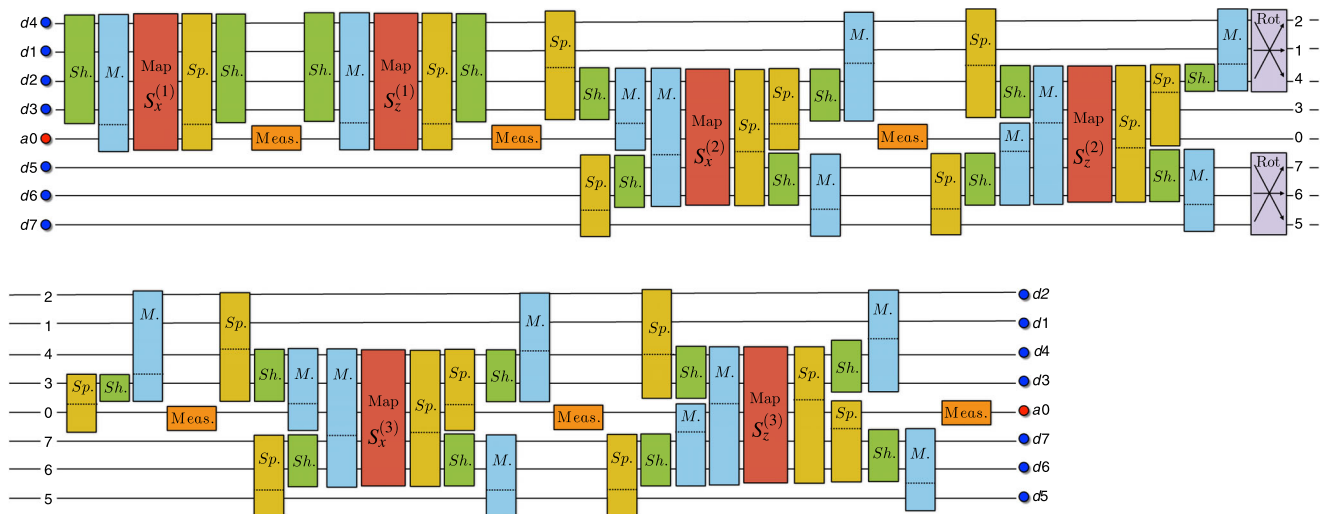 d4
d1
d2
d3
a0
d5
d6
d7
Sh.
M.
Map
S_x^(1)
Sp.
Sh.
Meas.
Sh.
M.
Map
S_z^(1)
Sp.
Sh.
Meas.
Sp.
Sh.
Sp.
M.
Sh.
M.
Map
S_x^(2)
Sp.
Sp.
Sh.
Sh.
M.
M.
Meas.
Sp.
Sp.
Sh.
Sh.
M.
M.
Map
S_z^(2)
Sp.
Sp.
Sh.
Sh.
M.
M.
Rot
Rot
2
1
4
3
0
7
6
5
2
1
4
3
0
7
6
5
Sp.
Sh.
M.
Meas.
Sp.
Sh.
Sp.
M.
Sh.
M.
Map
S_x^(3)
Sp.
Sp.
Sh.
Sh.
M.
M.
Meas.
Sp.
Sp.
Sh.
Sh.
M.
M.
Map
S_z^(3)
Sp.
Sh.
Sp.
M.
Sh.
M.
Meas.
d2
d1
d4
d3
a0
d7
d6
d5